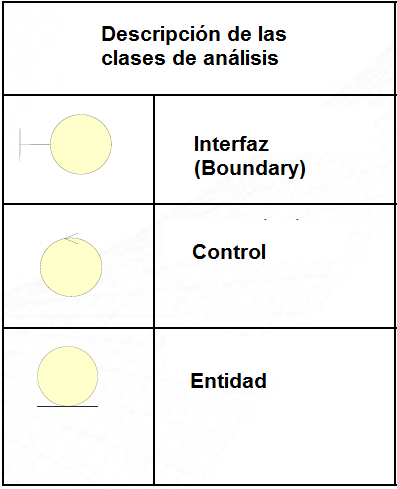 Descripción de las
clases de análisis
Interfaz
(Boundary)
Control
Entidad